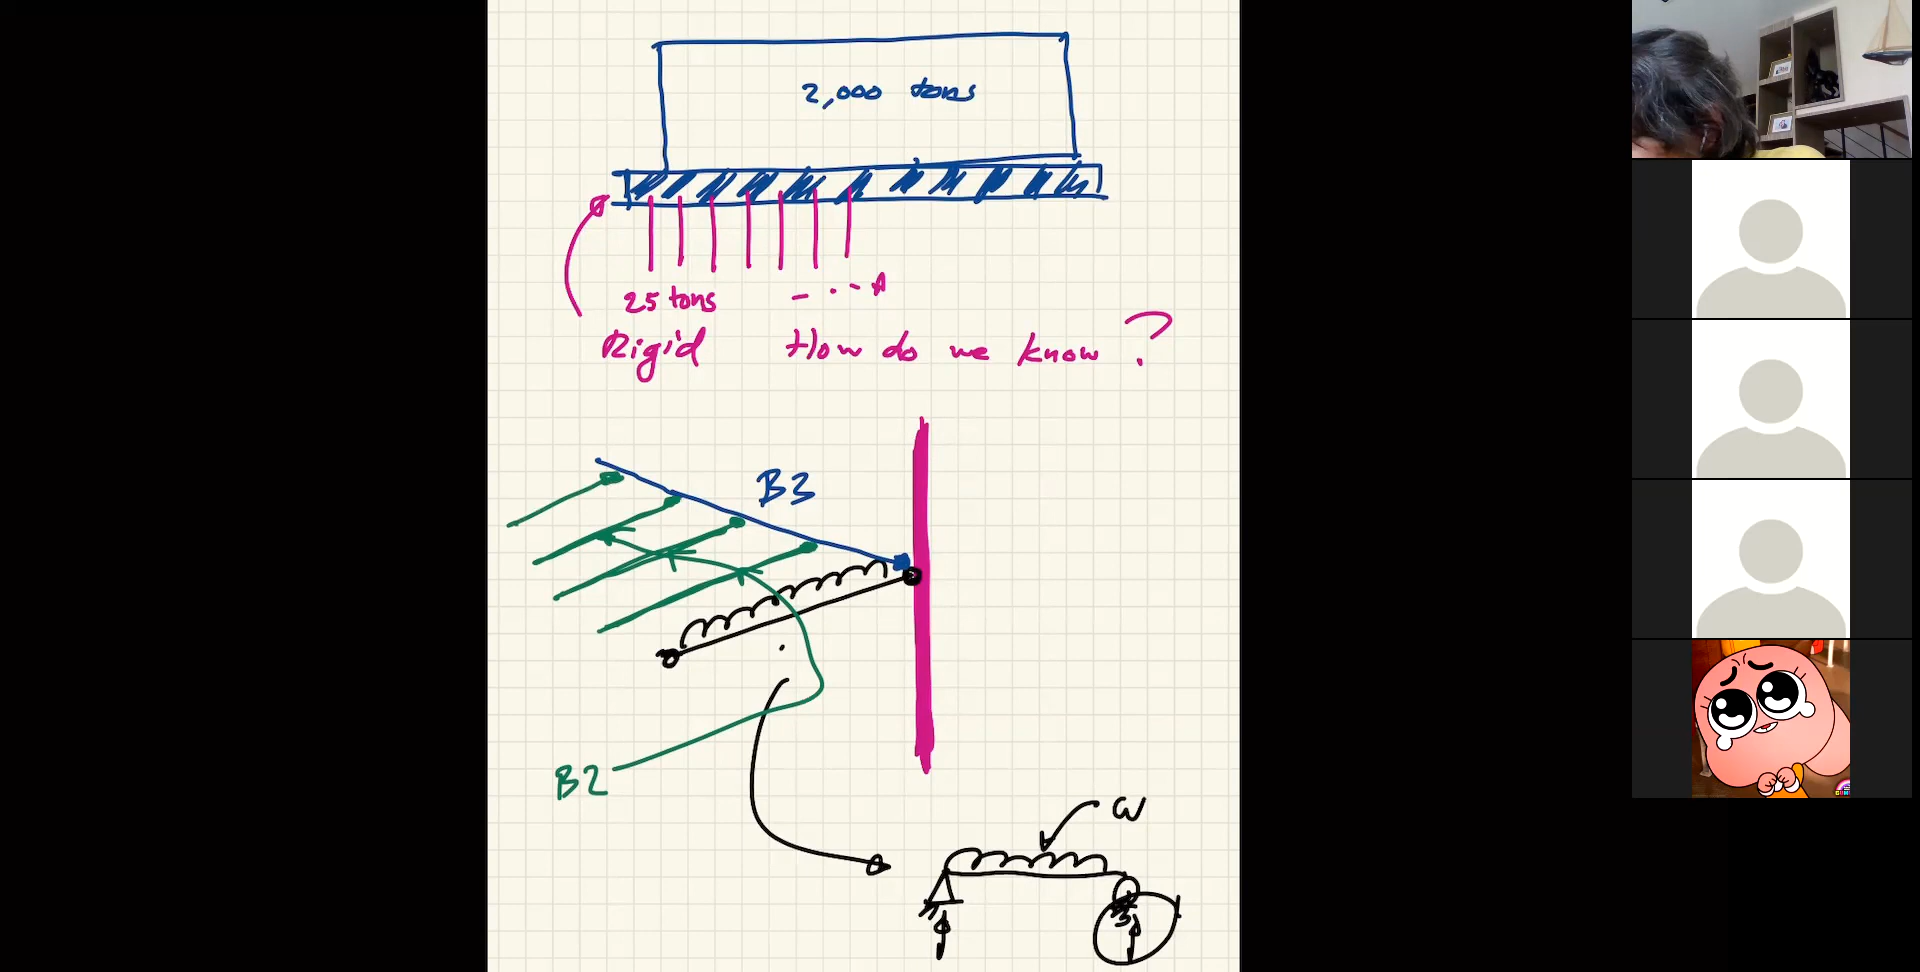 2,000 tons
25 tons
Rigid How do we know ?
B3
B2
W